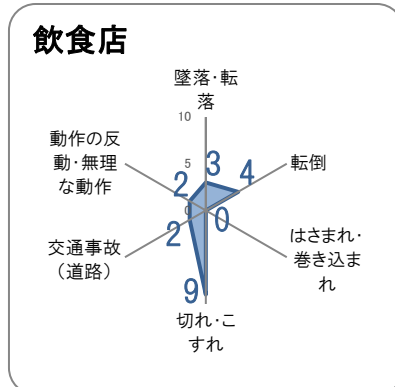 飲食店
墜落・転
落
10
動作の反
動・無理
な動作
5
3
4
転倒
2
0
0
2
交通事故
（道路）
はさまれ・
巻き込ま
れ
9
切れ・こ
すれ